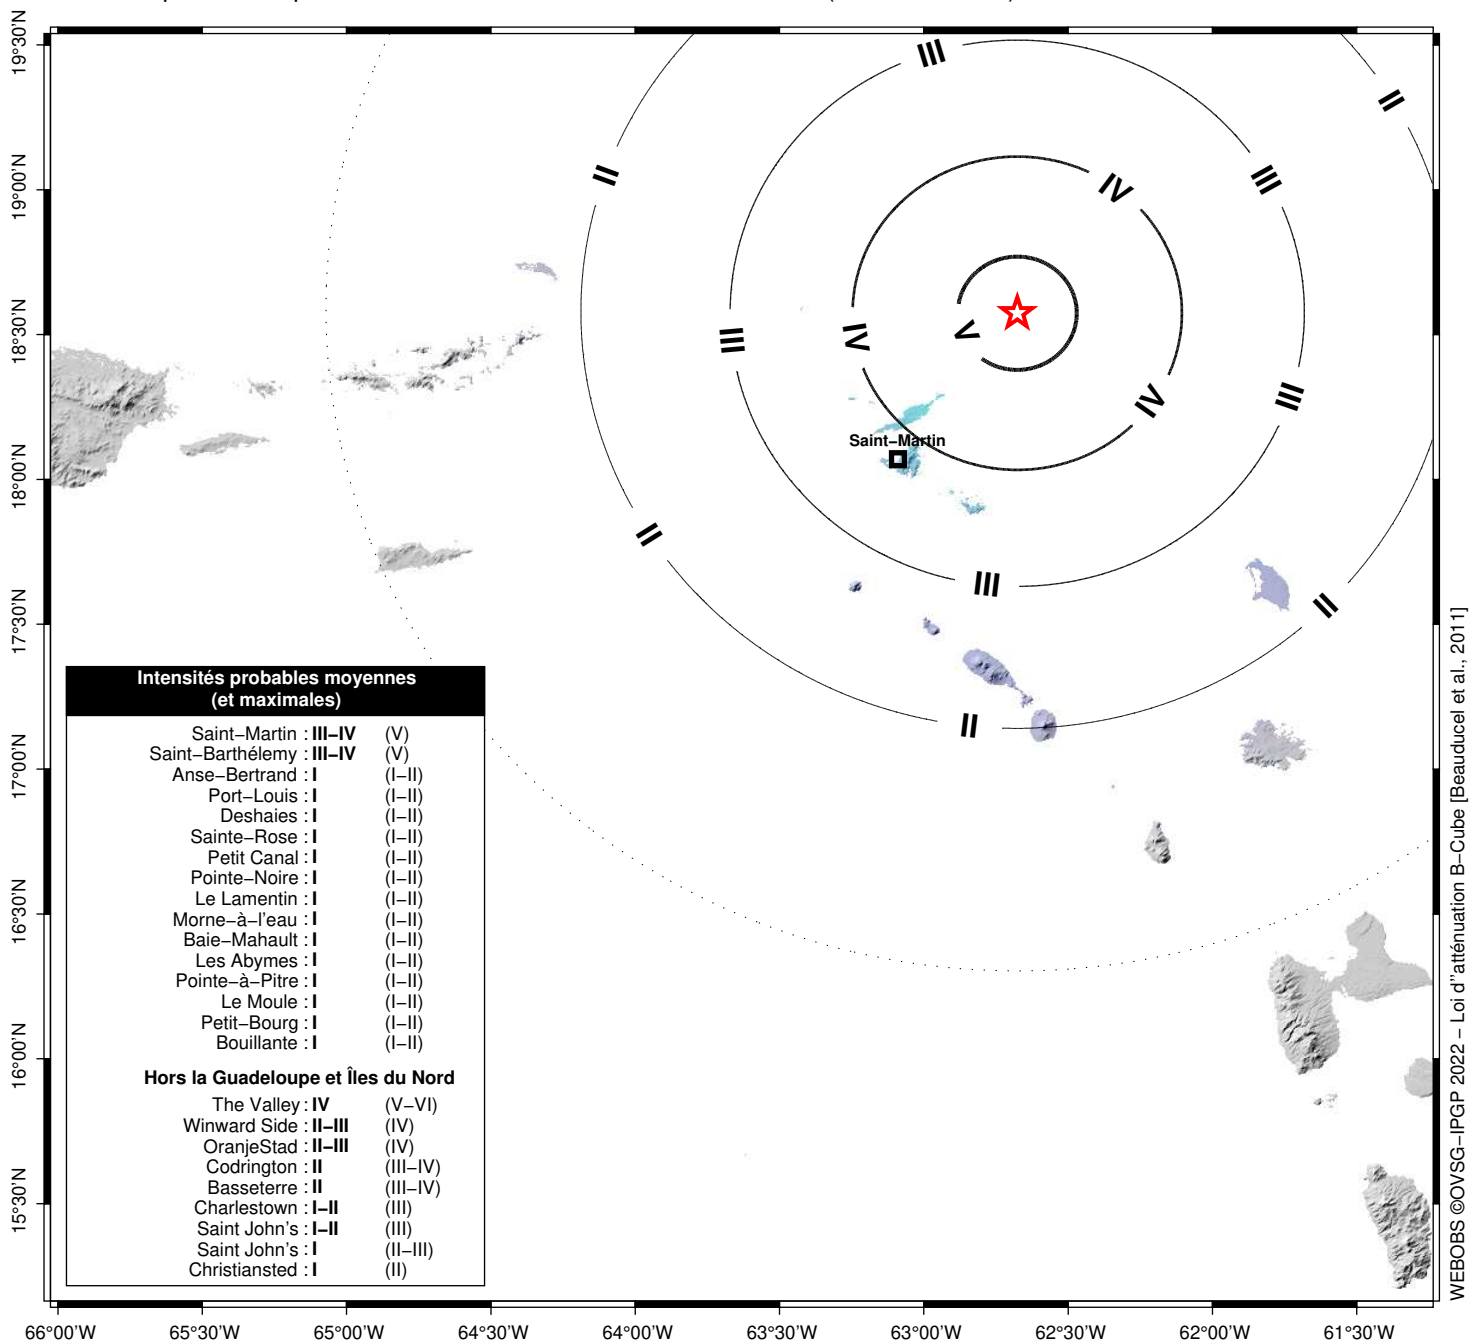 19°30'N
19°00'N
18°30'N
18°00'N
17°30'N
17°00'N
16°30'N
16°00'N
15°30'N
III
II
II
III
IV
III
IV
V
IV
III
III
II
II
III
II
Saint–Martin
Intensités probables moyennes
(et maximales)
Saint–Martin : III–IV (V)
Saint–Barthélemy : III–IV (V)
Anse–Bertrand : I (I–II)
Port–Louis : I (I–II)
Deshaies : I (I–II)
Sainte–Rose : I (I–II)
Petit Canal : I (I–II)
Pointe–Noire : I (I–II)
Le Lamentin : I (I–II)
Morne–à–l'eau : I (I–II)
Baie–Mahault : I (I–II)
Les Abymes : I (I–II)
Pointe–à–Pitre : I (I–II)
Le Moule : I (I–II)
Petit–Bourg : I (I–II)
Bouillante : I (I–II)
Hors la Guadeloupe et Îles du Nord
The Valley : IV (V–VI)
Winward Side : II–III (IV)
OranjeStad : II–III (IV)
Codrington : II (III–IV)
Basseterre : II (III–IV)
Charlestown : I–II (III)
Saint John's : I–II (III)
Saint John's : I (II–III)
Christiansted : I (II)
66°00'W 65°30'W 65°00'W 64°30'W 64°00'W 63°30'W 63°00'W 62°30'W 62°00'W 61°30'W
WEBOBS ©OVSG–IPGP 2022 – Loi d''atténuation B–Cube [Beauducel et al., 2011]